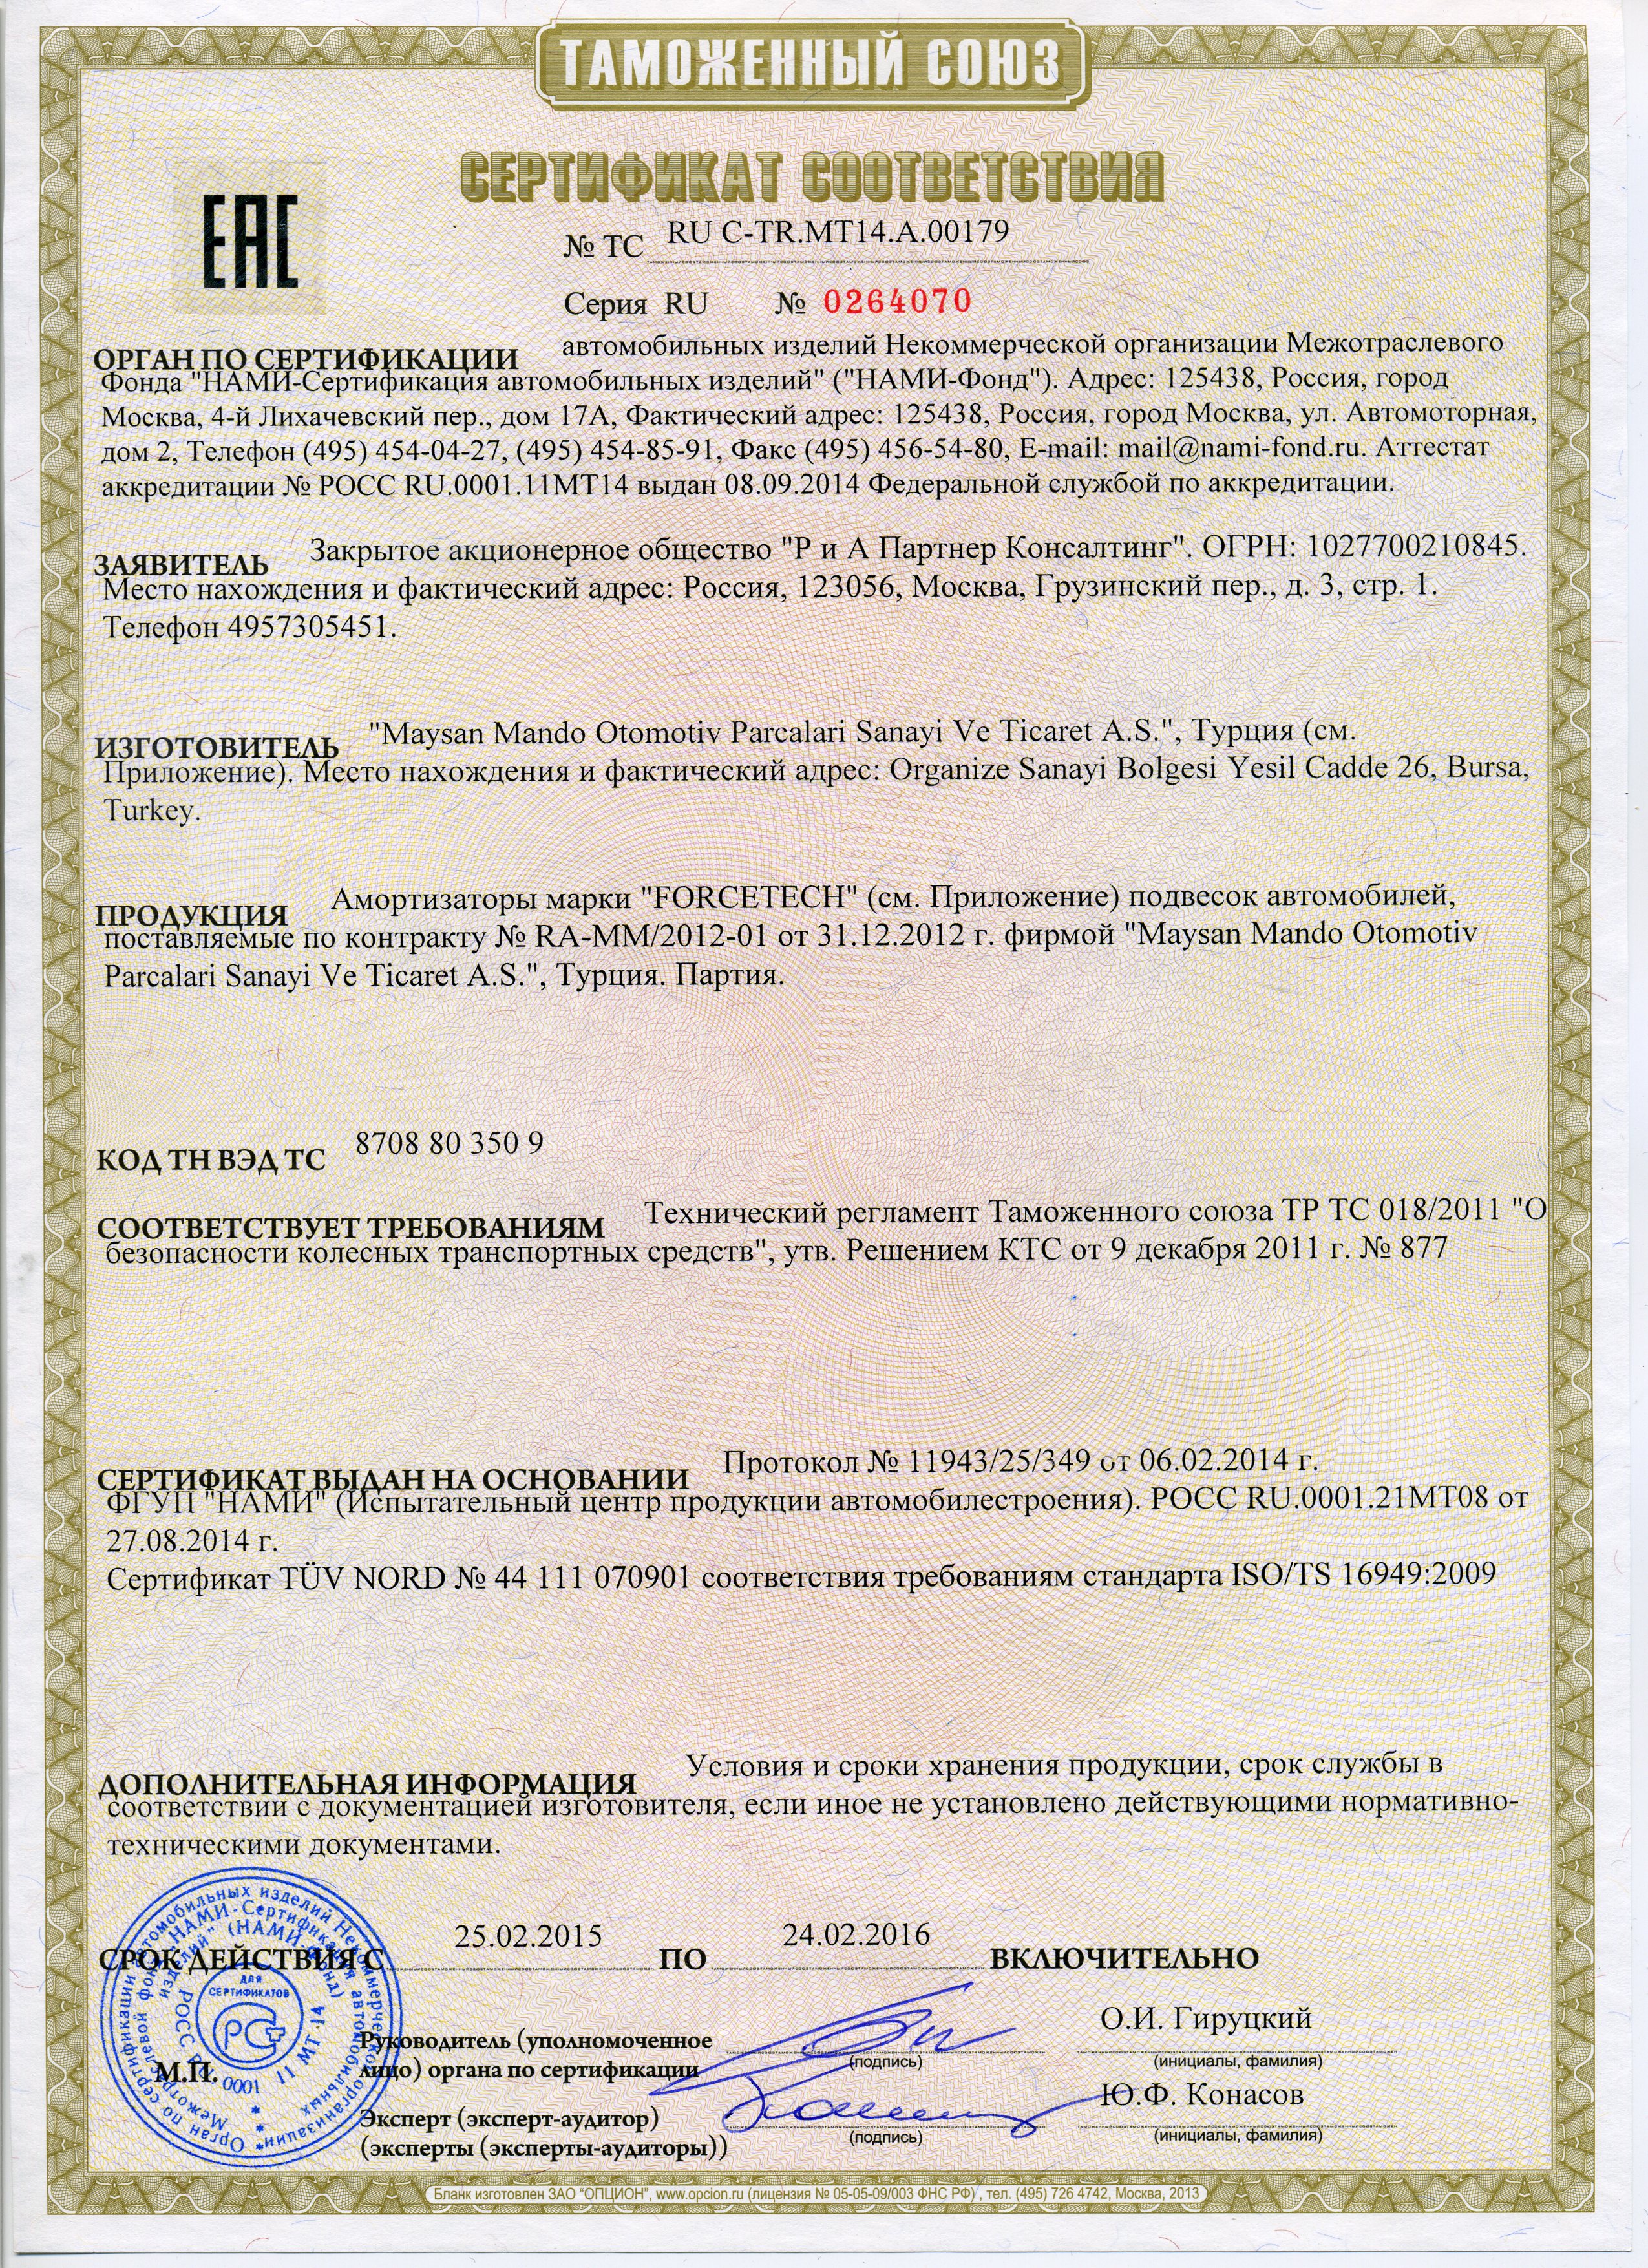 ТАМОЖЕННЫЙ СОЮЗ
СЕРТИФИКАТ СООТВЕТСТВИЯ
EAC
№ ТС RU C-TR.MT14.A.00179
Серия RU № 0264070
ОРГАН ПО СЕРТИФИКАЦИИ автомобильных изделий Некоммерческой организации Межотраслевого
Фонда "НАМИ-Сертификация автомобильных изделий" ("НАМИ-Фонд"). Адрес: 125438, Россия, город
Москва, 4-й Лихачевский пер., дом 17А, Фактический адрес: 125438, Россия, город Москва, ул. Автомоторная,
дом 2, Телефон (495) 454-04-27, (495) 454-85-91, Факс (495) 456-54-80, E-mail: mail@nami-fond.ru. Аттестат
аккредитации № РОСС RU.0001.11МТ14 выдан 08.09.2014 Федеральной службой по аккредитации.
ЗАЯВИТЕЛЬ Закрытое акционерное общество "Р и А Партнер Консалтинг". ОГРН: 1027700210845.
Место нахождения и фактический адрес: Россия, 123056, Москва, Грузинский пер., д. 3, стр. 1.
Телефон 4957305451.
ИЗГОТОВИТЕЛЬ "Maysan Mando Otomotiv Parcalari Sanayi Ve Ticaret A.S.", Турция (см.
Приложение). Место нахождения и фактический адрес: Organize Sanayi Bolgesi Yesil Cadde 26, Bursa,
Turkey.
ПРОДУКЦИЯ Амортизаторы марки "FORCETECH" (см. Приложение) подвесок автомобилей,
поставляемые по контракту № RA-MM/2012-01 от 31.12.2012 г. фирмой "Maysan Mando Otomotiv
Parcalari Sanayi Ve Ticaret A.S.", Турция. Партия.
КОД ТН ВЭД ТС 8708 80 350 9
СООТВЕТСТВУЕТ ТРЕБОВАНИЯМ Технический регламент Таможенного союза ТР ТС 018/2011 "О
безопасности колесных транспортных средств", утв. Решением КТС от 9 декабря 2011 г. № 877
СЕРТИФИКАТ ВЫДАН НА ОСНОВАНИИ Протокол № 11943/25/349 от 06.02.2014 г.
ФГУП "НАМИ" (Испытательный центр продукции автомобилестроения). РОСС RU.0001.21МТ08 от
27.08.2014 г.
Сертификат TÜV NORD № 44 111 070901 соответствия требованиям стандарта ISO/TS 16949:2009
ДОПОЛНИТЕЛЬНАЯ ИНФОРМАЦИЯ Условия и сроки хранения продукции, срок службы в
соответствии с документацией изготовителя, если иное не установлено действующими нормативно-
техническими документами.
СРОК ДЕЙСТВИЯ С 25.02.2015 ПО 24.02.2016 ВКЛЮЧИТЕЛЬНО
Орган по сертификации автомобильных изделий Некоммерческой организации
Межотраслевой фонд "НАМИ-Сертификация автомобильных
изделий" (НАМИ-Фонд)
РОСС RU 0001 11 МТ 14
ДЛЯ
СЕРТИФИКАТОВ
М.П.
Руководитель (уполномоченное
лицо) органа по сертификации
(подпись)
О.И. Гируцкий
(инициалы, фамилия)
Эксперт (эксперт-аудитор)
(эксперты (эксперты-аудиторы))
(подпись)
Ю.Ф. Конасов
(инициалы, фамилия)
Бланк изготовлен ЗАО "ОПЦИОН", www.opcion.ru (лицензия № 05-05-09/003 ФНС РФ), тел. (495) 726 4742, Москва, 2013